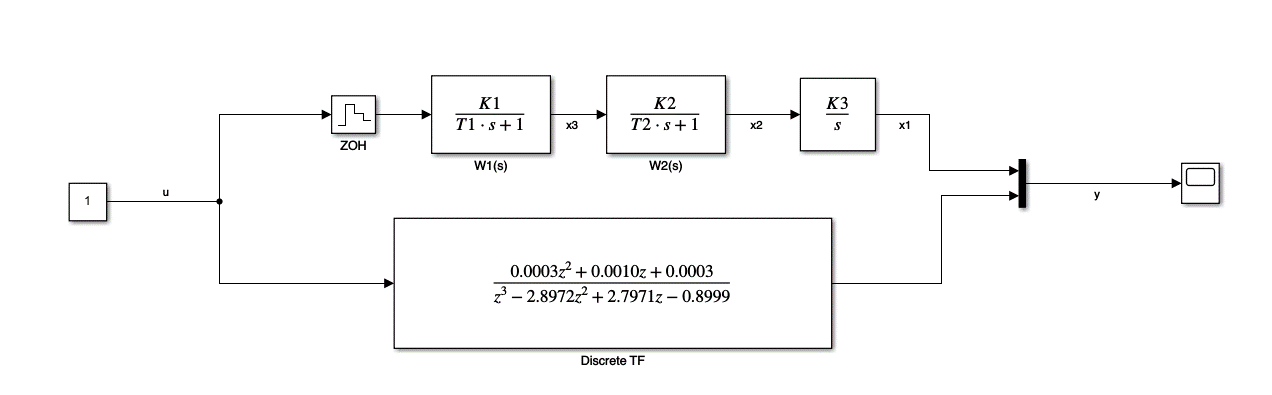 K1
T1 · s + 1
K2
T2 · s + 1
K3
s
x3
x2
x1
ZOH
W1(s)
W2(s)
u
1
y
0.0003z² + 0.0010z + 0.0003
z³ − 2.8972z² + 2.7971z − 0.8999
Discrete TF